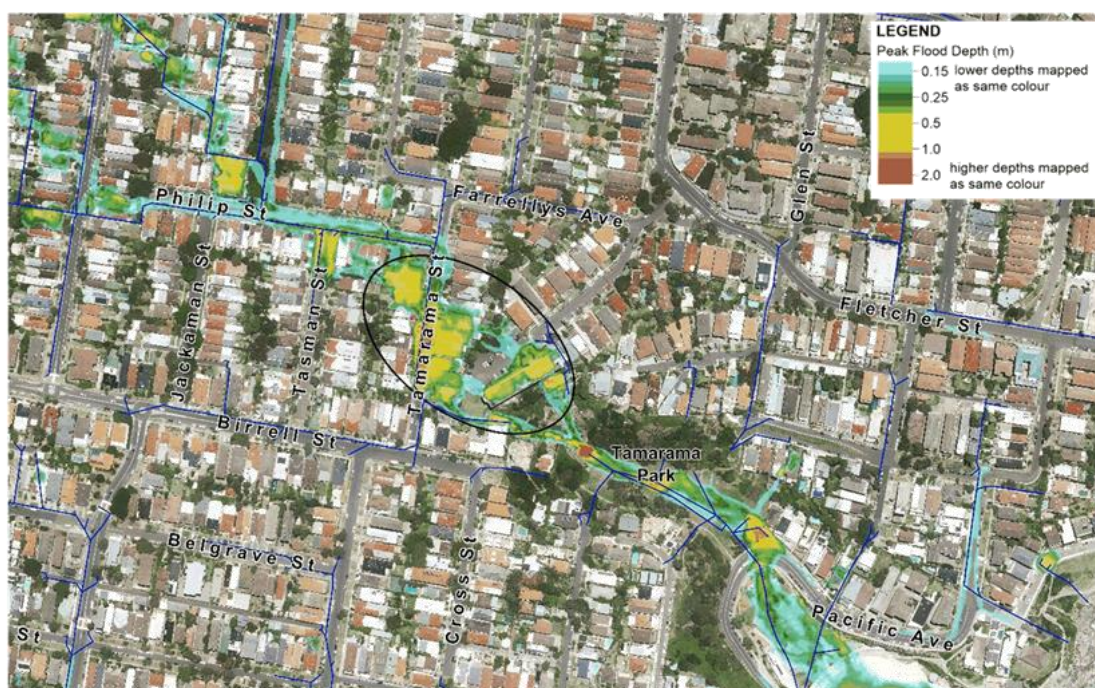 LEGEND
Peak Flood Depth (m)
0.15 lower depths mapped
as same colour
0.25
0.5
1.0
higher depths mapped
2.0 as same colour
Glen St
Farrellys Ave
Philip St
Tamarama St
Jackaman St
Tasman St
Fletcher St
Birrell St
Tamarama
Park
Belgrave St
Cross St
Pacific Ave
St